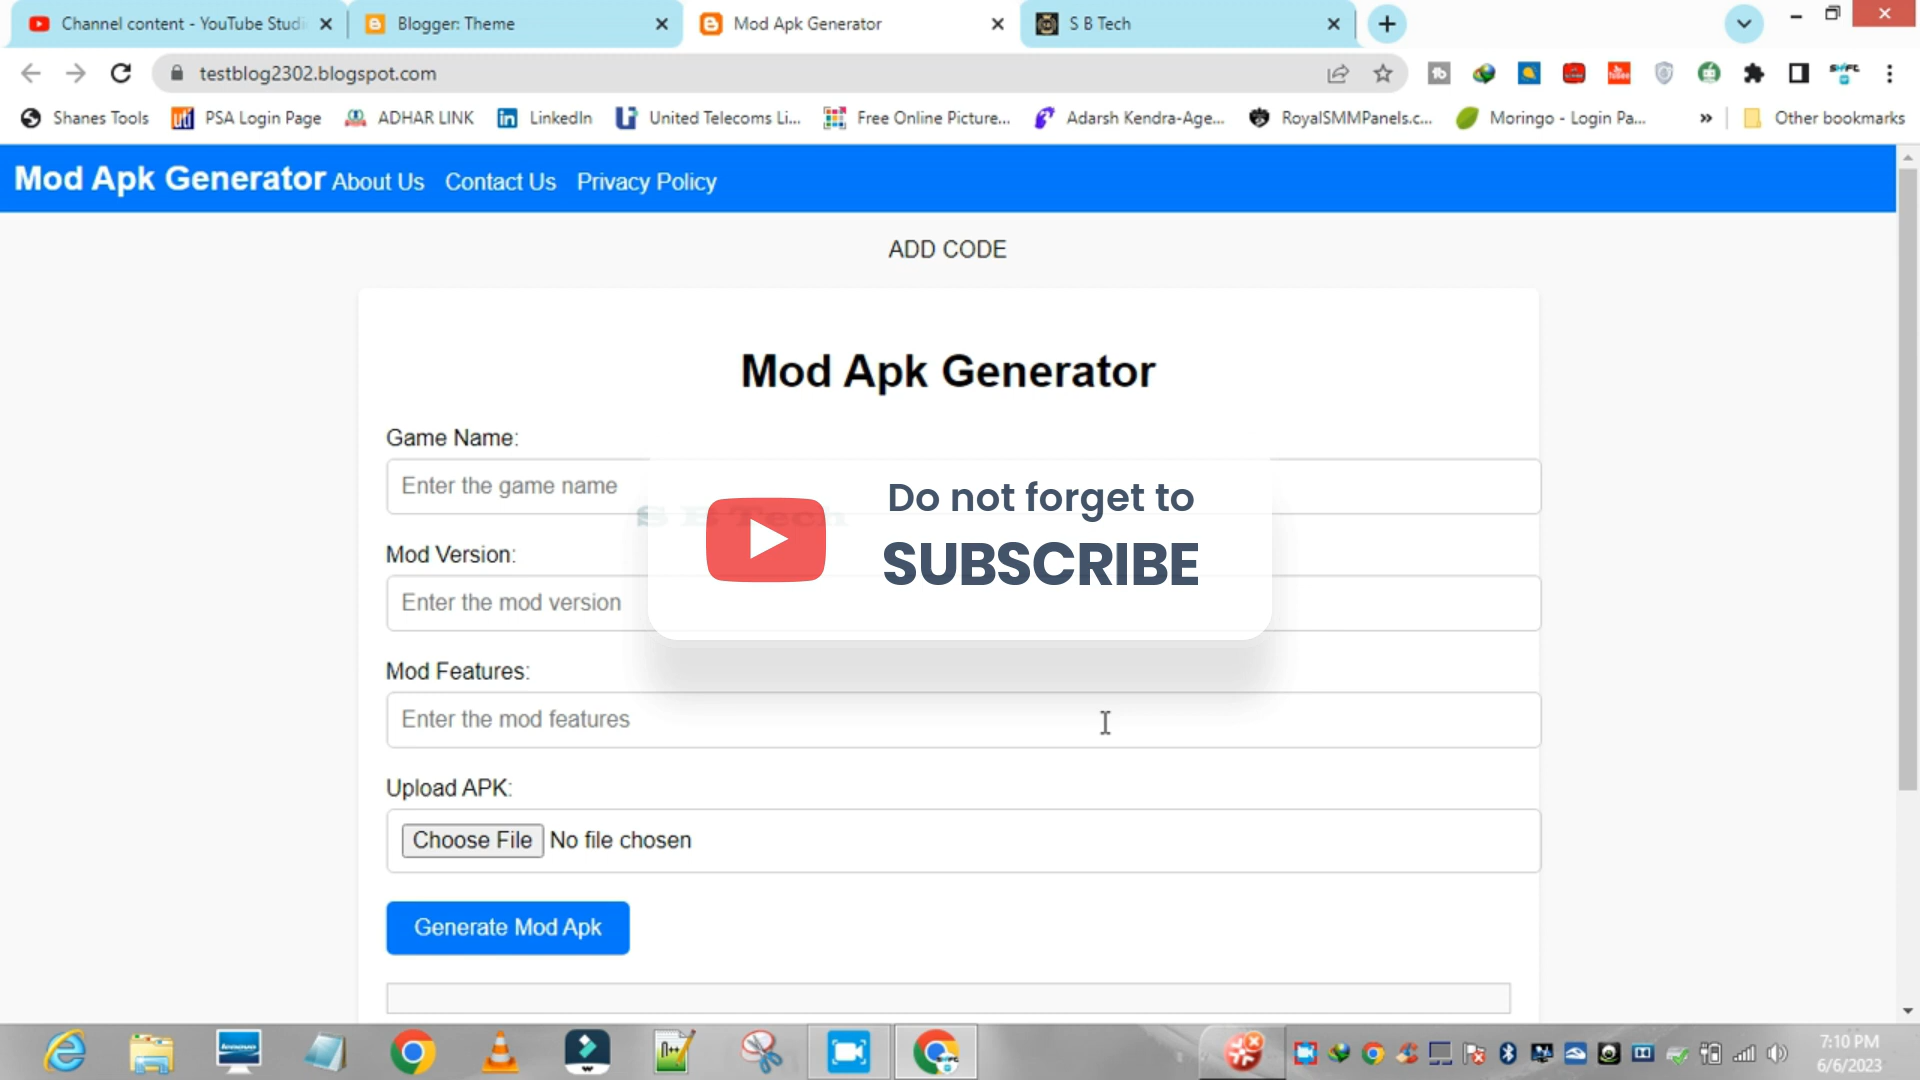 Channel content - YouTube Studi
Blogger: Theme
Mod Apk Generator
S B Tech
testblog2302.blogspot.com
Shanes Tools
PSA Login Page
ADHAR LINK
LinkedIn
United Telecoms Li...
Free Online Picture...
Adarsh Kendra-Age...
RoyalSMMPanels.c...
Moringo - Login Pa...
»
Other bookmarks
Mod Apk Generator About Us Contact Us Privacy Policy
ADD CODE
Mod Apk Generator
Game Name:
Enter the game name
S B Tech
Do not forget to
SUBSCRIBE
Mod Version:
Enter the mod version
Mod Features:
Enter the mod features
Upload APK:
Choose File No file chosen
Generate Mod Apk
7:10 PM
6/6/2023